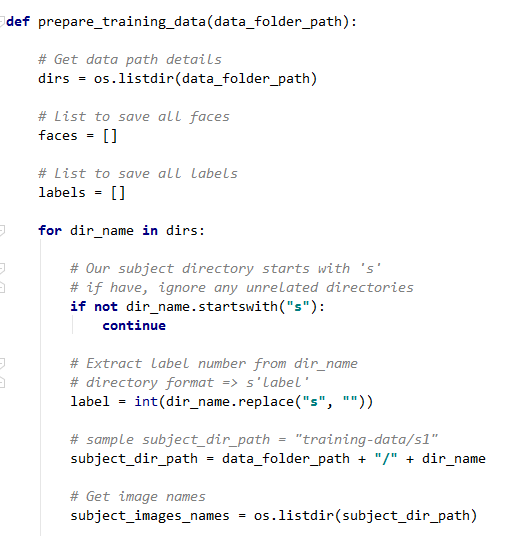 def prepare_training_data(data_folder_path):
# Get data path details
dirs = os.listdir(data_folder_path)
# List to save all faces
faces = []
# List to save all labels
labels = []
for dir_name in dirs:
# Our subject directory starts with 's'
# if have, ignore any unrelated directories
if not dir_name.startswith("s"):
continue
# Extract label number from dir_name
# directory format => s'label'
label = int(dir_name.replace("s", ""))
# sample subject_dir_path = "training-data/s1"
subject_dir_path = data_folder_path + "/" + dir_name
# Get image names
subject_images_names = os.listdir(subject_dir_path)